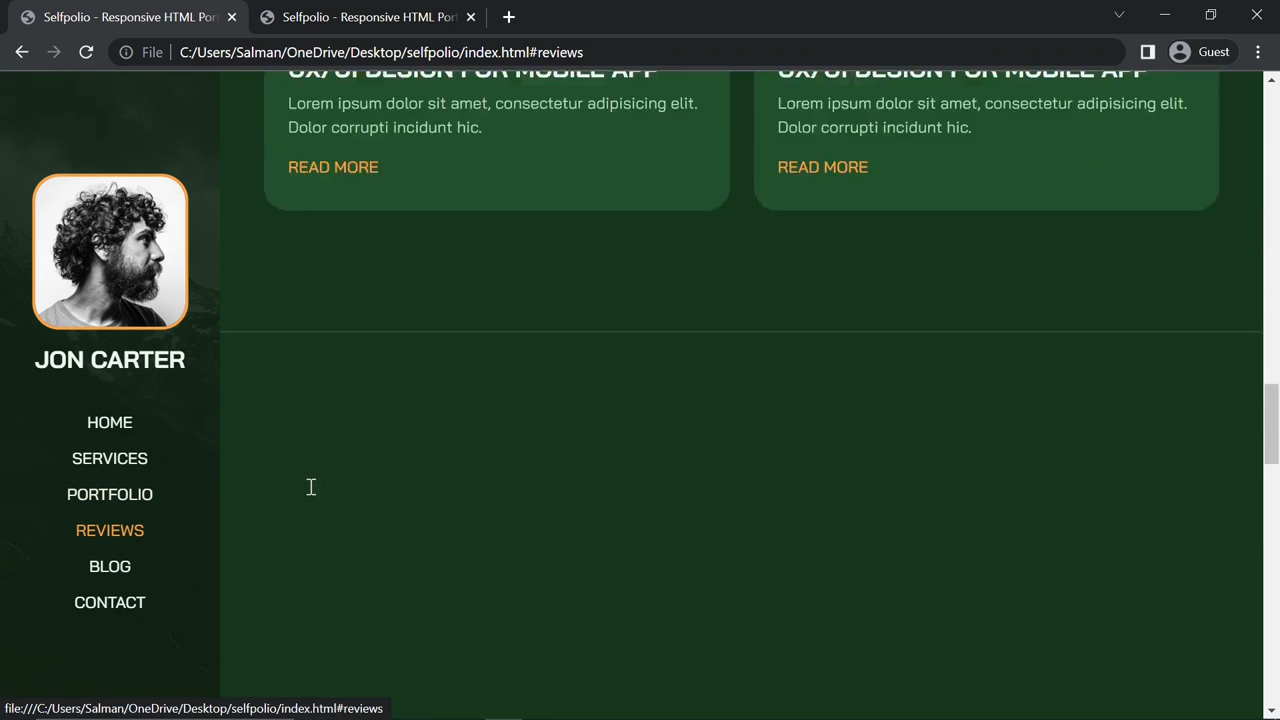 Selfpolio - Responsive HTML Port
Selfpolio - Responsive HTML Port
File
C:/Users/Salman/OneDrive/Desktop/selfpolio/index.html#reviews
Guest
UX/UI DESIGN FOR MOBILE APP
Lorem ipsum dolor sit amet, consectetur adipisicing elit.
Dolor corrupti incidunt hic.
READ MORE
UX/UI DESIGN FOR MOBILE APP
Lorem ipsum dolor sit amet, consectetur adipisicing elit.
Dolor corrupti incidunt hic.
READ MORE
JON CARTER
HOME
SERVICES
PORTFOLIO
REVIEWS
BLOG
CONTACT
file:///C:/Users/Salman/OneDrive/Desktop/selfpolio/index.html#reviews